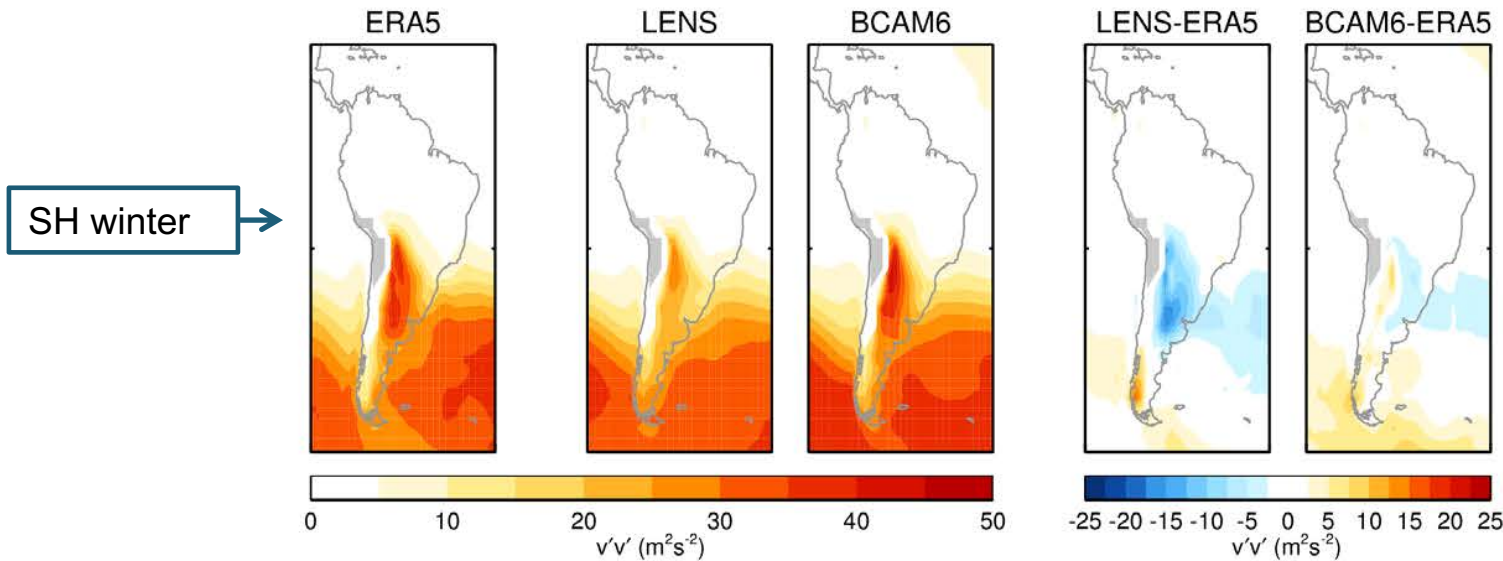 ERA5 LENS BCAM6 LENS-ERA5 BCAM6-ERA5
SH winter
0 10 20 30 40 50 -25 -20 -15 -10 -5 0 5 10 15 20 25
v′v′ (m²s⁻²) v′v′ (m²s⁻²)